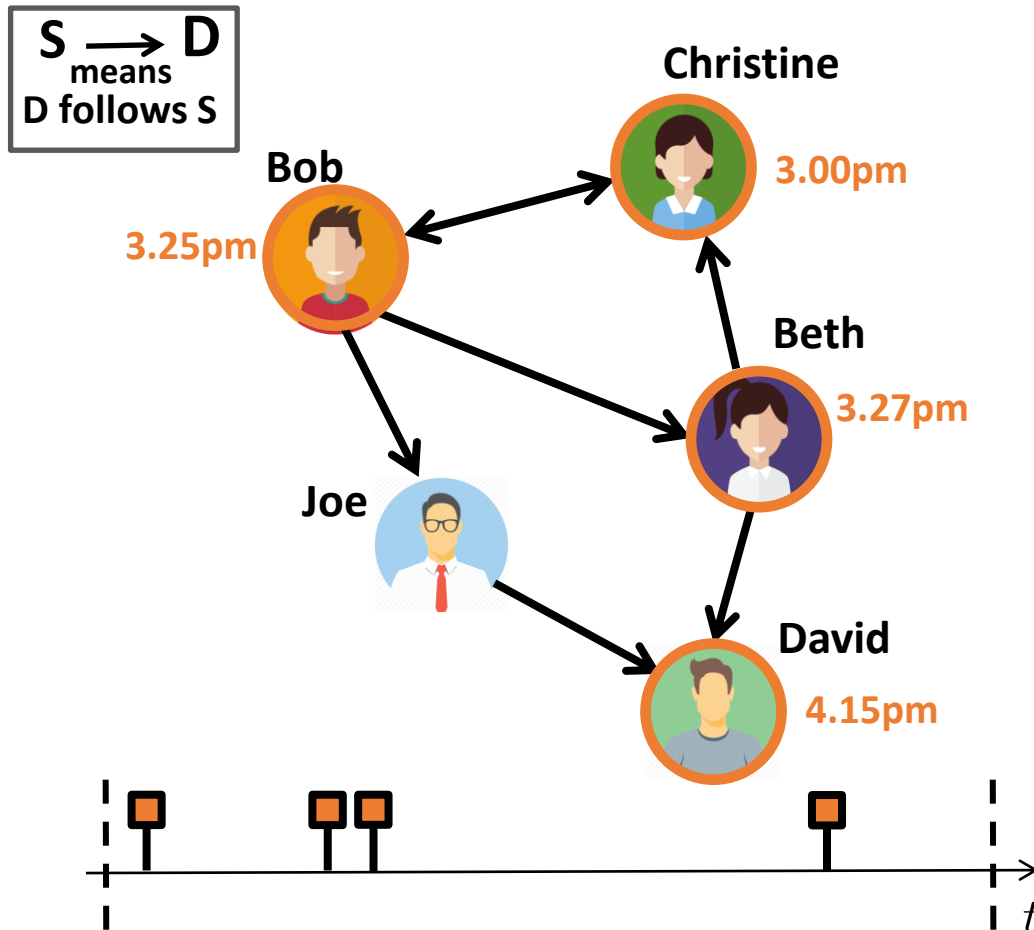 S → D
means
D follows S
Christine
3.00pm
Bob
3.25pm
Beth
3.27pm
Joe
David
4.15pm
t